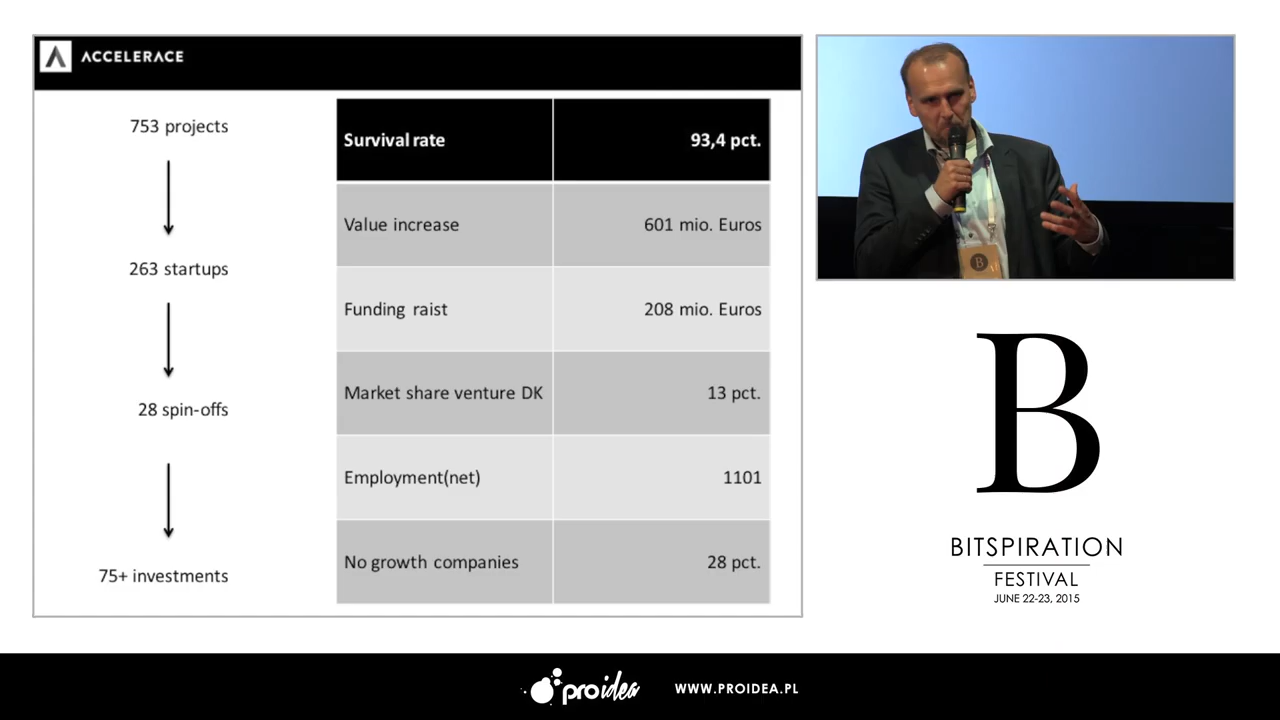 ACCELERACE
753 projects
263 startups
28 spin-offs
75+ investments
Survival rate 93,4 pct.
Value increase 601 mio. Euros
Funding raist 208 mio. Euros
Market share venture DK 13 pct.
Employment(net) 1101
No growth companies 28 pct.
B
B
BITSPIRATION
FESTIVAL
JUNE 22-23, 2015
proidea WWW.PROIDEA.PL